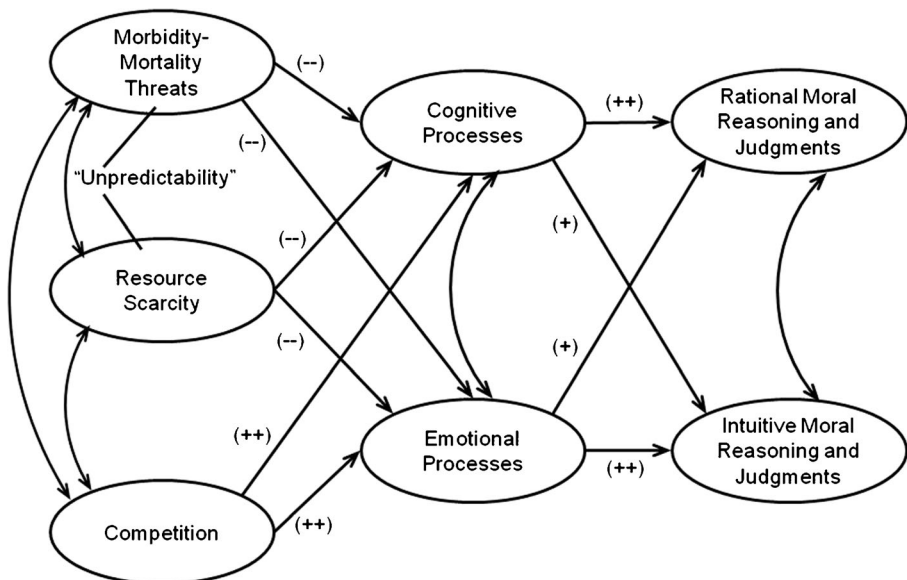 Morbidity-
Mortality
Threats
(--)
Cognitive
Processes
(++)
Rational Moral
Reasoning and
Judgments
(--)
“Unpredictability”
(--)
(+)
Resource
Scarcity
(--)
(+)
(++)
Emotional
Processes
(++)
Intuitive Moral
Reasoning and
Judgments
Competition
(++)